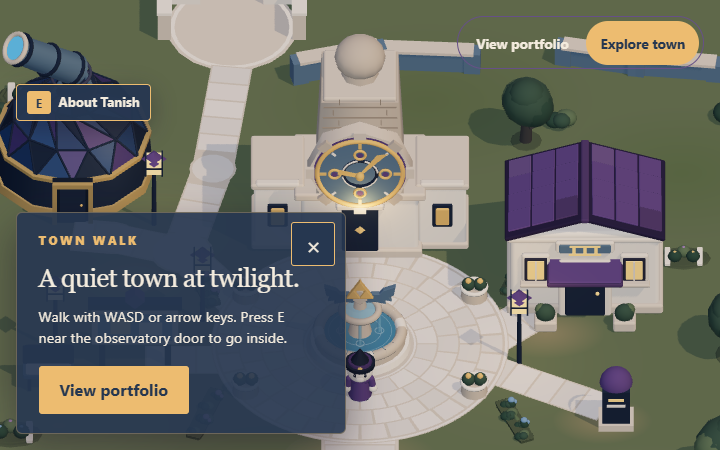 View portfolio
Explore town
E
About Tanish
TOWN WALK
×
A quiet town at twilight.
Walk with WASD or arrow keys. Press E
near the observatory door to go inside.
View portfolio